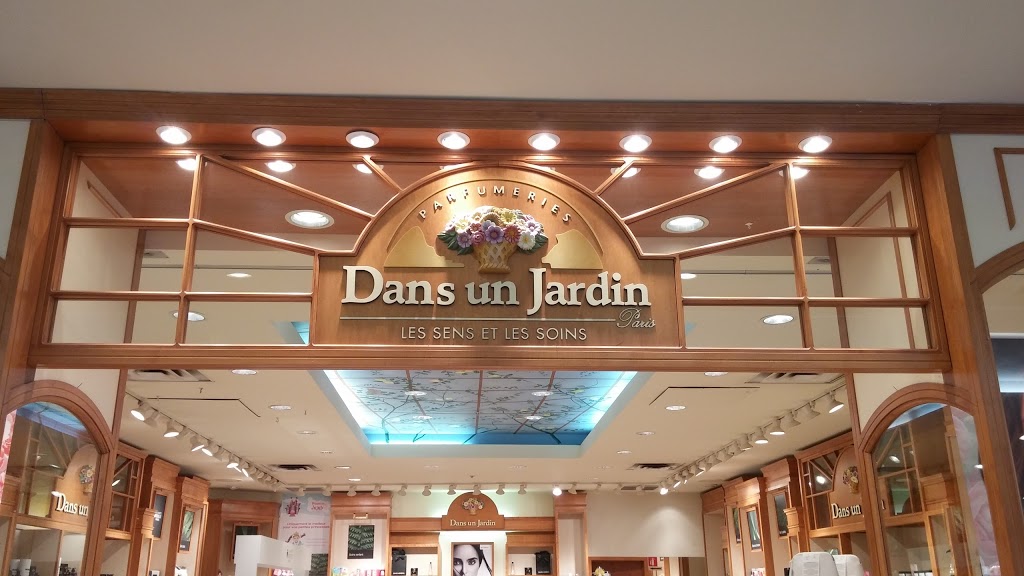 PARFUMERIES
Dans un Jardin
Paris
LES SENS ET LES SOINS
Dans un
Dans un Jardin
Dans un